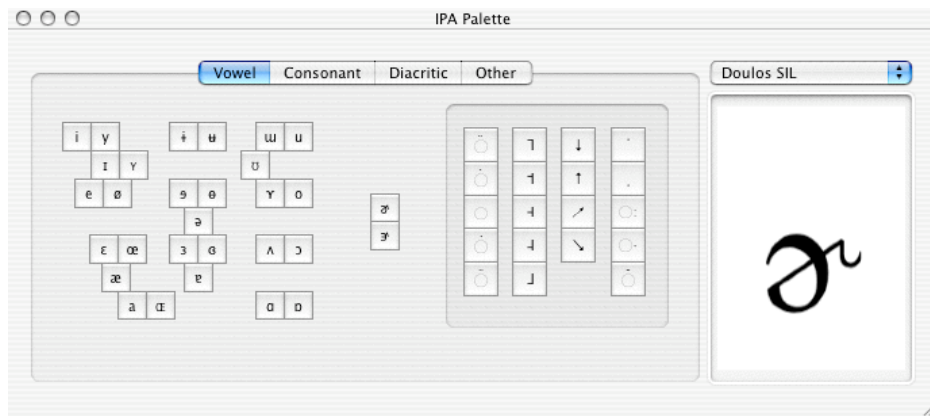 IPA Palette
Vowel Consonant Diacritic Other
Doulos SIL
i y ɨ ʉ ɯ u
ɪ ʏ ʊ
e ø ɘ ɵ ɤ o
ə
ɚ
ɝ
ɛ œ ɜ ɞ ʌ ɔ
æ ɐ
a ɶ ɑ ɒ
˥ ↓
˦ ↑
˧ ↗
˨ ↘
˩
ɚ